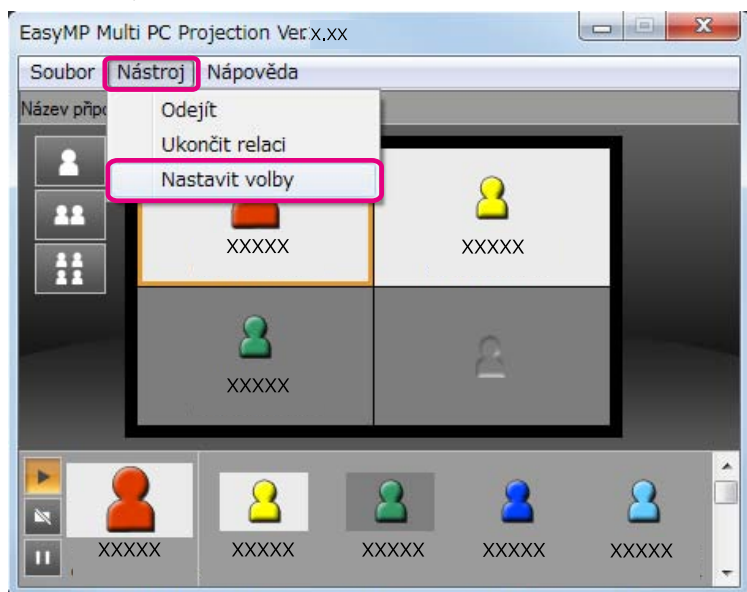 EasyMP Multi PC Projection Ver.x.xx
Soubor Nástroj Nápověda
Název
Odejít
Ukončit relaci
Nastavit volby
XXXXX XXXXX
XXXXX
XXXXX XXXXX XXXXX XXXXX XXXXX